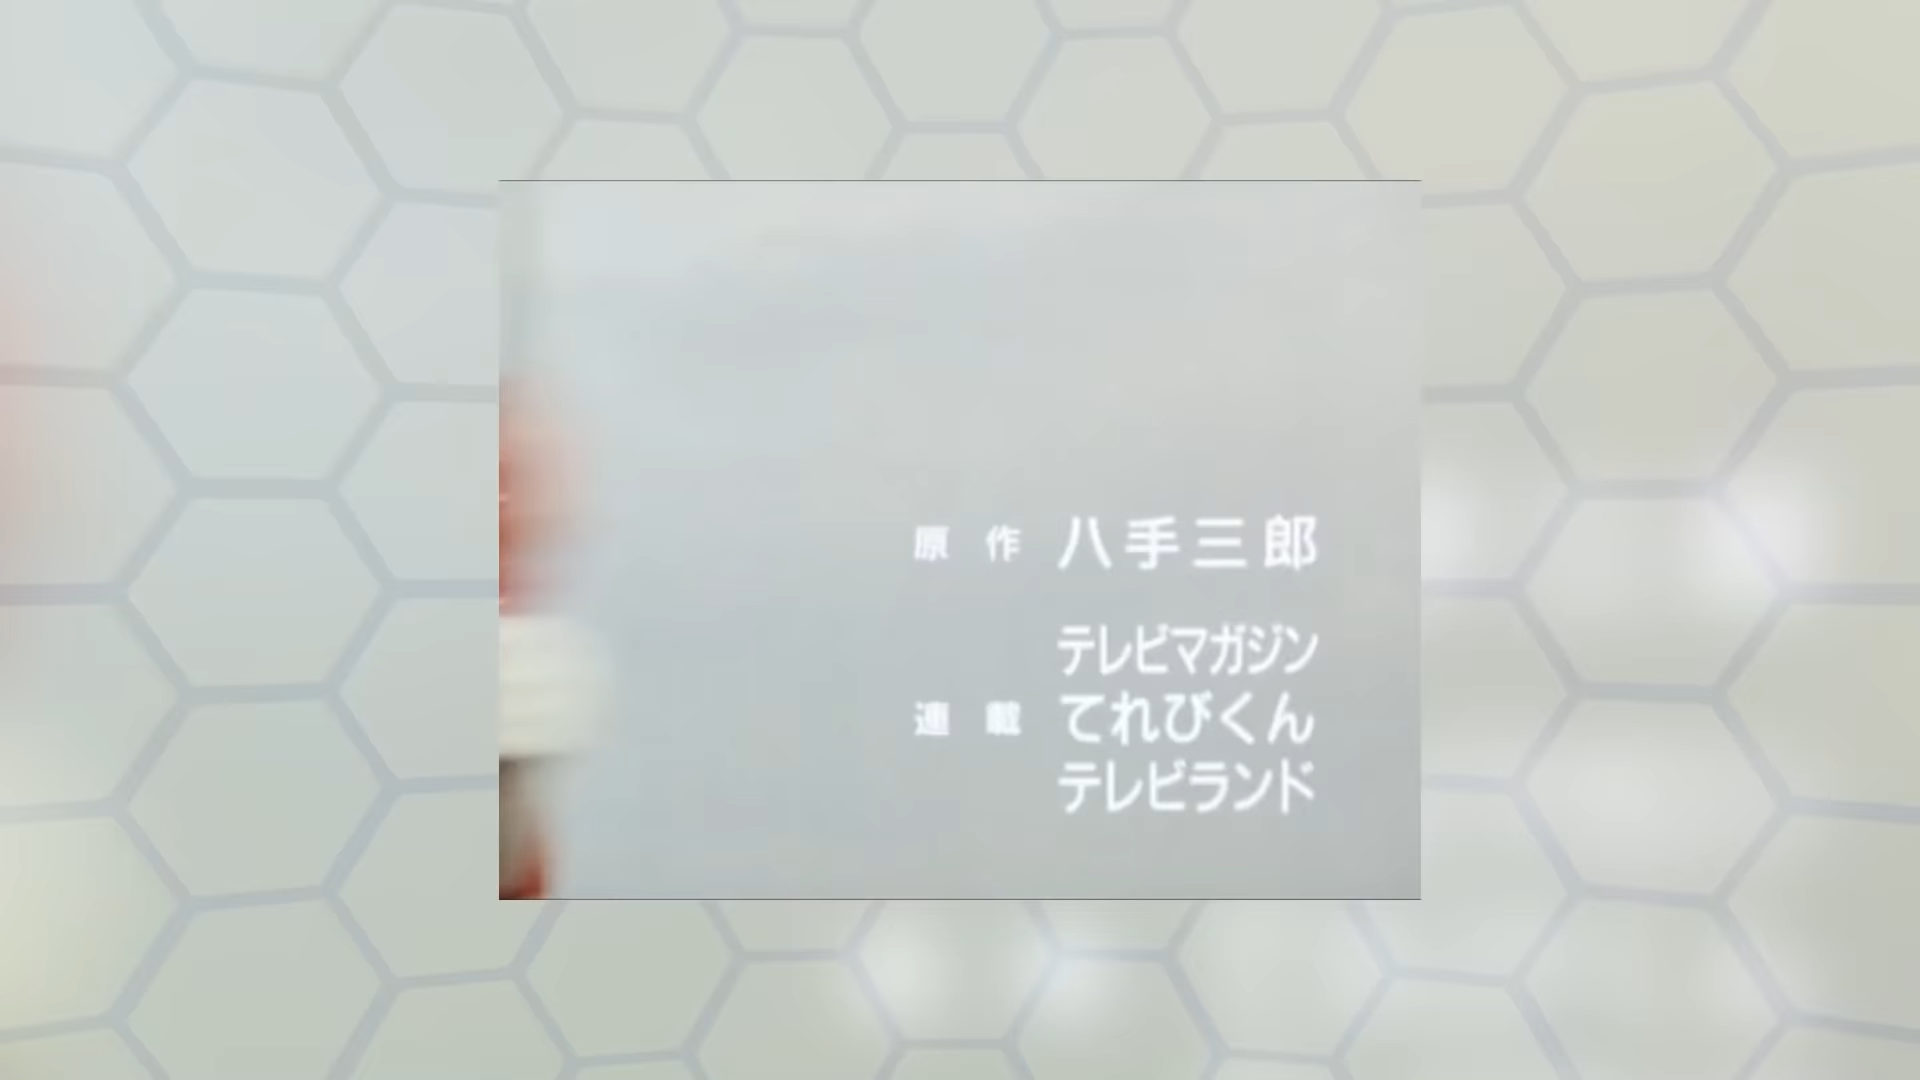 原作 八手三郎
テレビマガジン
連載 てれびくん
テレビランド